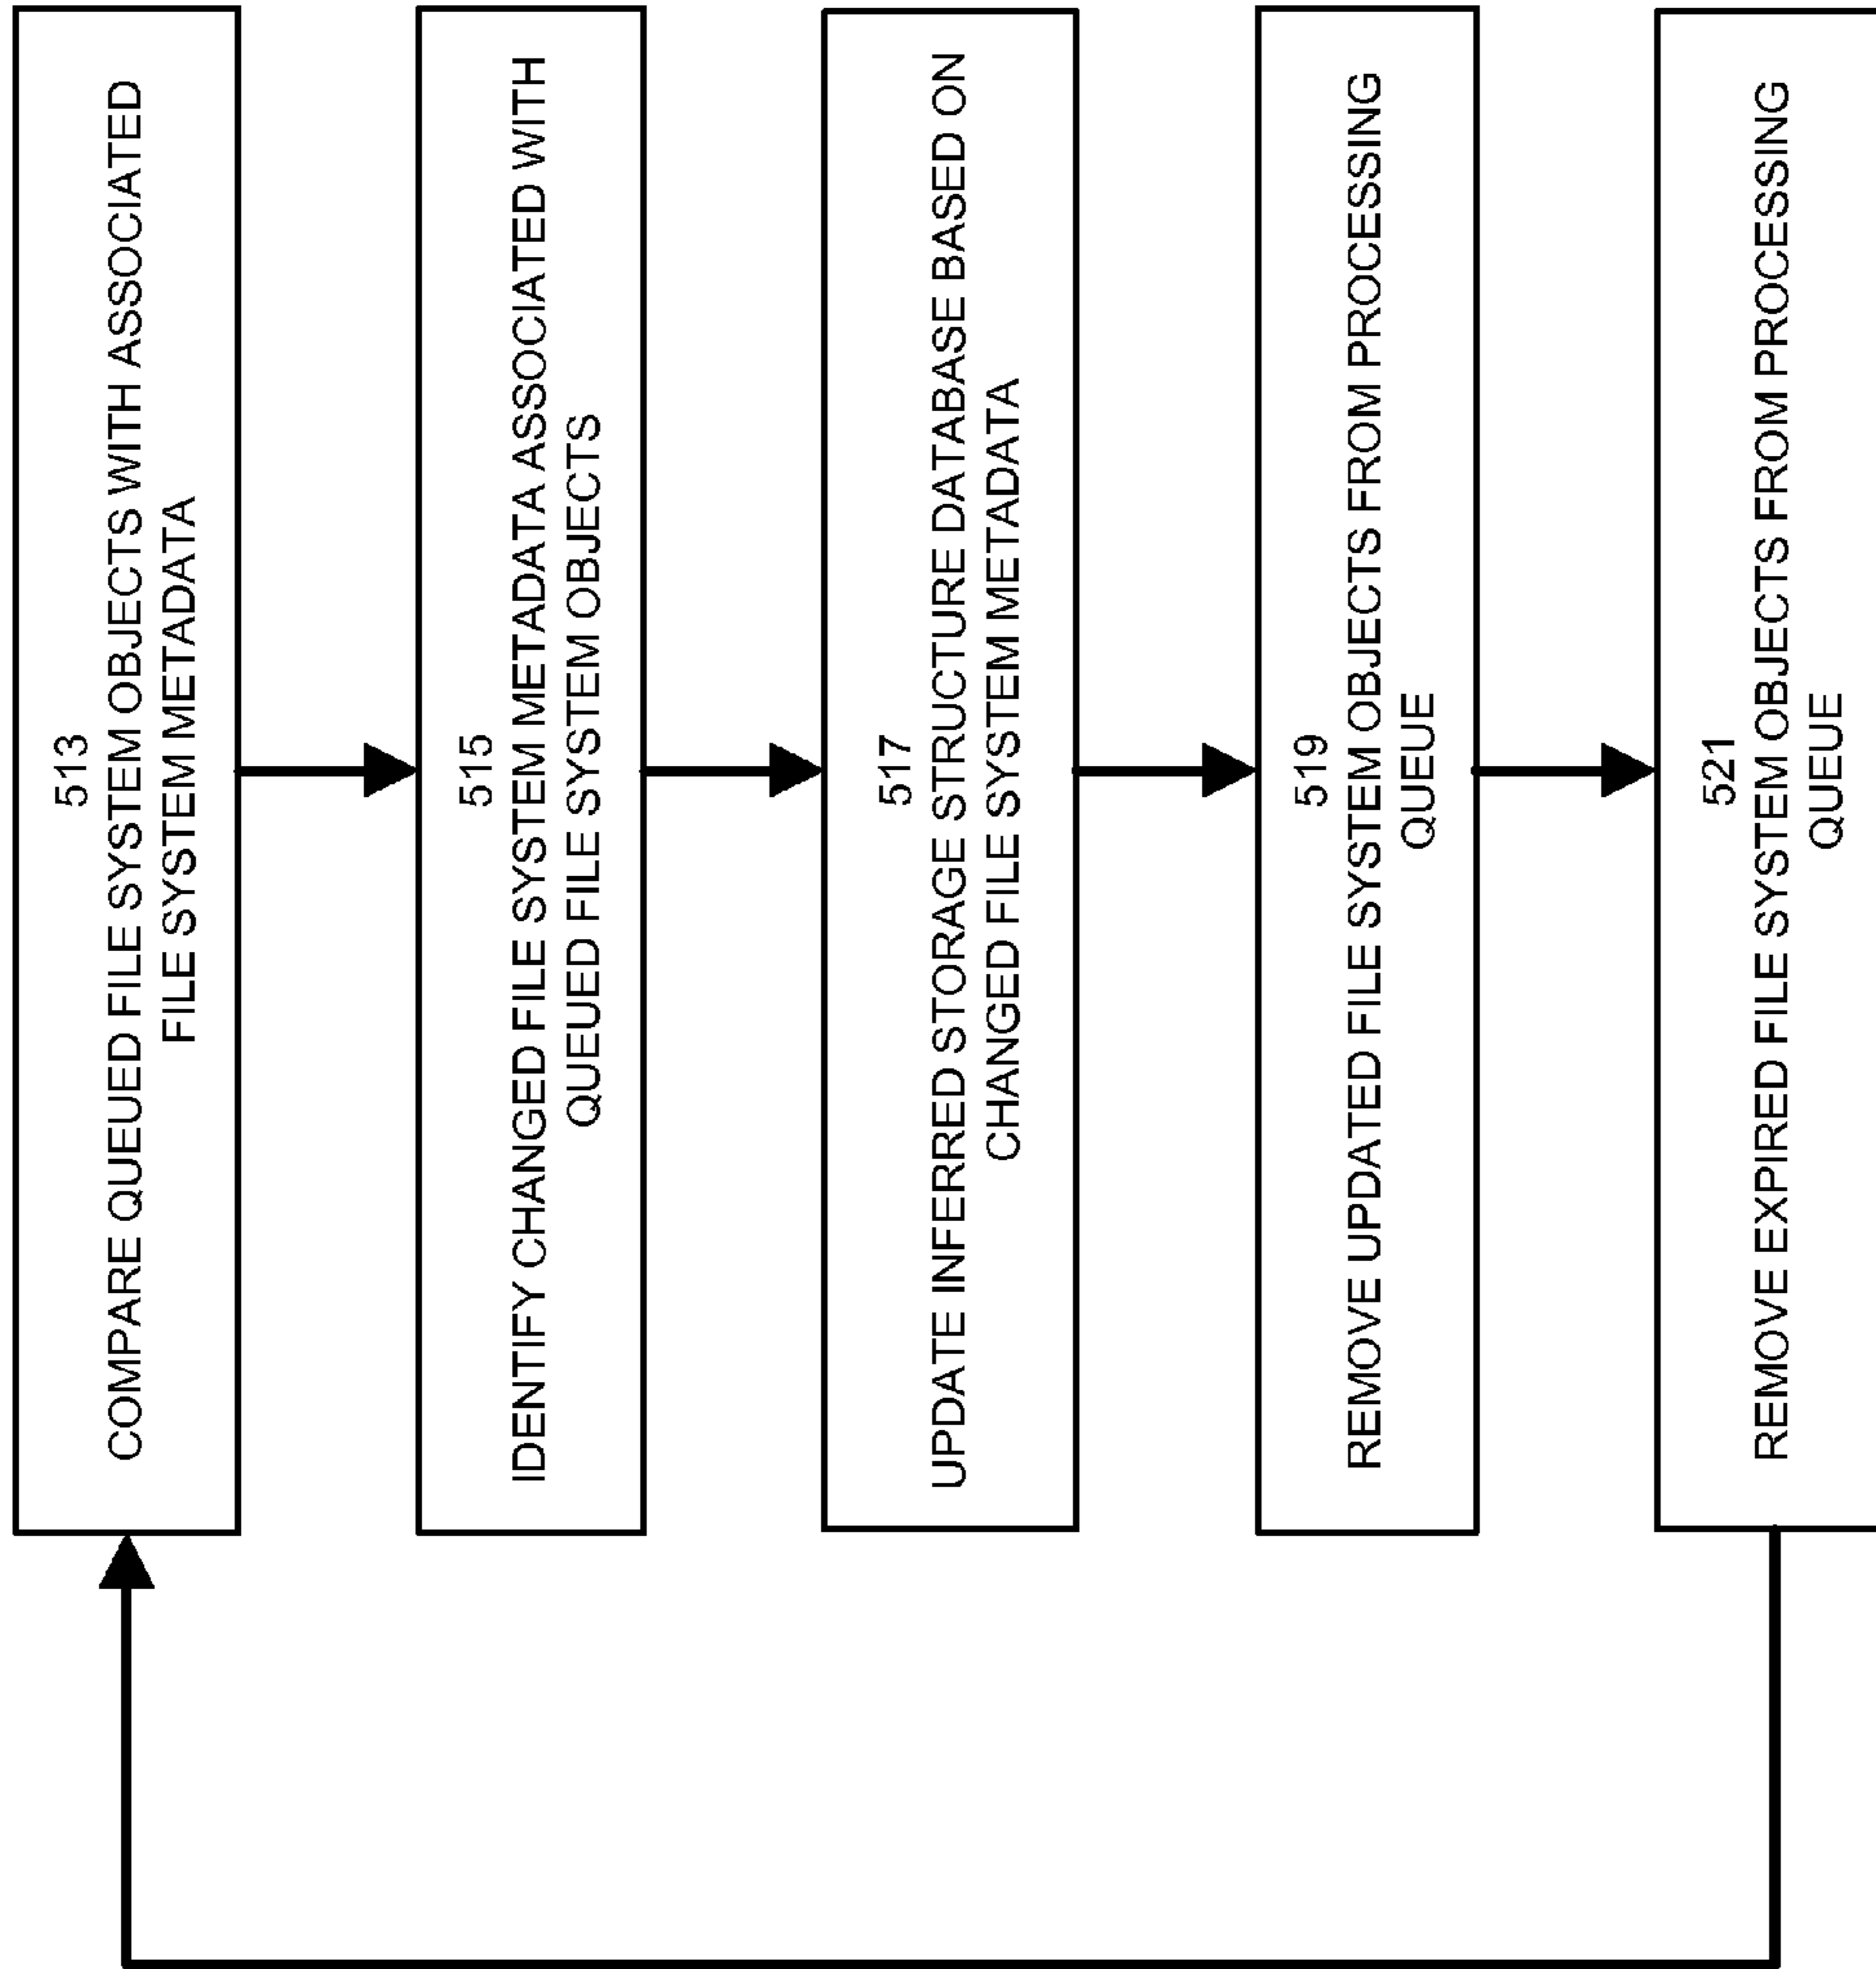 513
COMPARE QUEUED FILE SYSTEM OBJECTS WITH ASSOCIATED
FILE SYSTEM METADATA
515
IDENTIFY CHANGED FILE SYSTEM METADATA ASSOCIATED WITH
QUEUED FILE SYSTEM OBJECTS
517
UPDATE INFERRED STORAGE STRUCTURE DATABASE BASED ON
CHANGED FILE SYSTEM METADATA
519
REMOVE UPDATED FILE SYSTEM OBJECTS FROM PROCESSING
QUEUE
521
REMOVE EXPIRED FILE SYSTEM OBJECTS FROM PROCESSING
QUEUE